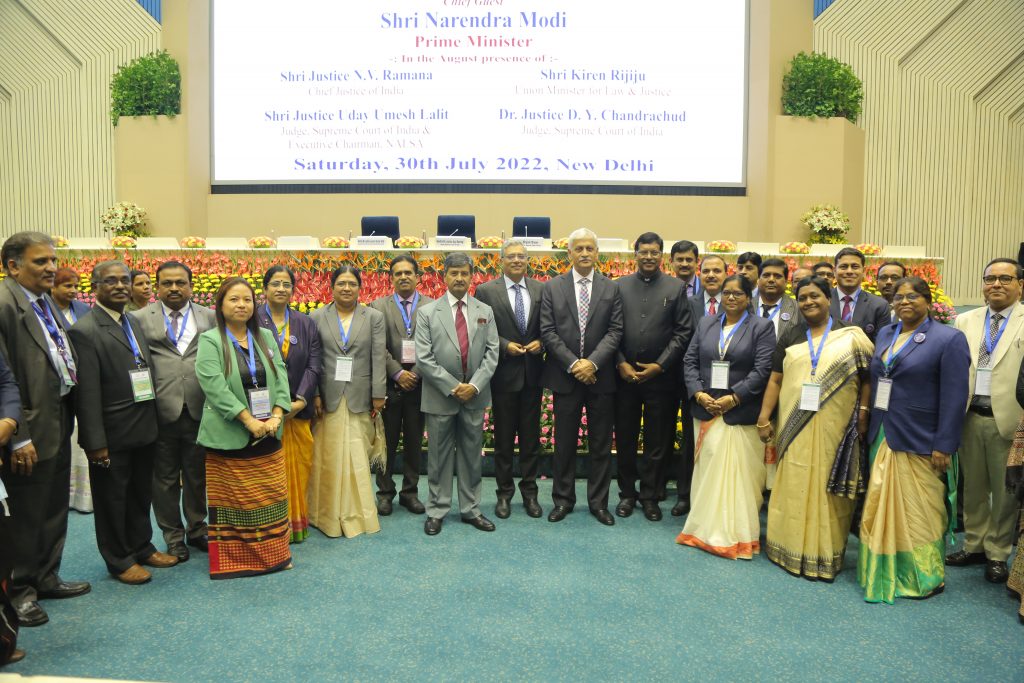 Chief Guest
Shri Narendra Modi
Prime Minister
-: In the August presence of :-
Shri Justice N.V. Ramana
Chief Justice of India
Shri Kiren Rijiju
Union Minister for Law & Justice
Shri Justice Uday Umesh Lalit
Judge, Supreme Court of India &
Executive Chairman, NALSA
Dr. Justice D. Y. Chandrachud
Judge, Supreme Court of India
Saturday, 30th July 2022, New Delhi